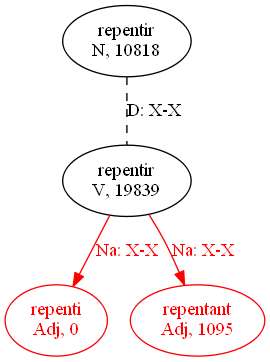 repentir
N, 10818
D: X-X
repentir
V, 19839
Na: X-X Na: X-X
repenti repentant
Adj, 0 Adj, 1095